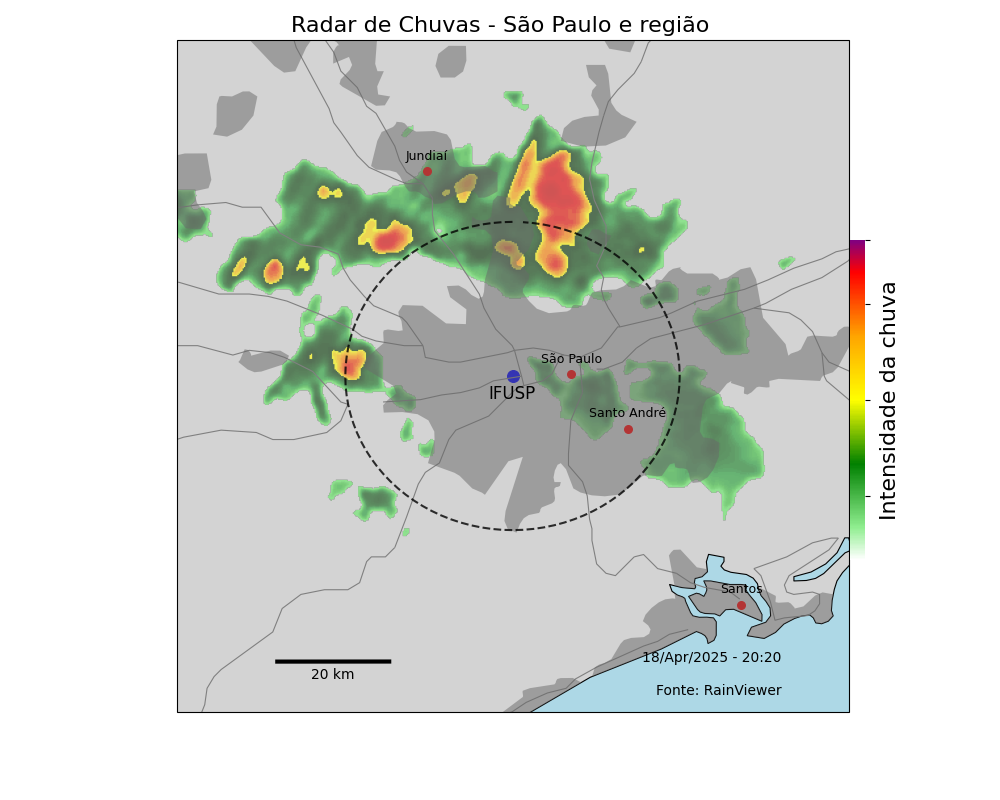 Radar de Chuvas - São Paulo e região
Jundiaí
São Paulo
IFUSP
Santo André
Intensidade da chuva
Santos
18/Apr/2025 - 20:20
20 km
Fonte: RainViewer